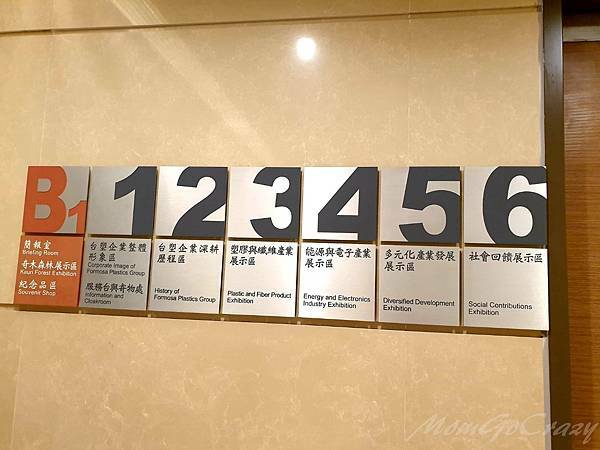 B1
簡報室
Briefing Room
奇木森林展示區
Kaun Forest Exhibition
紀念品區
Souvenir Shop
1
台塑企業整體
形象區
Corporate Image of
Formosa Plastics Group
服務台與寄物處
Information and
Cloakroom
2
台塑企業深耕
歷程區
History of
Formosa Plastics Group
3
塑膠與纖維產業
展示區
Plastic and Fiber Product
Exhibition
4
能源與電子產業
展示區
Energy and Electronics
Industry Exhibition
5
多元化產業發展
展示區
Diversified Development
Exhibition
6
社會回饋展示區
Social Contributions
Exhibition
MomGoCrazy